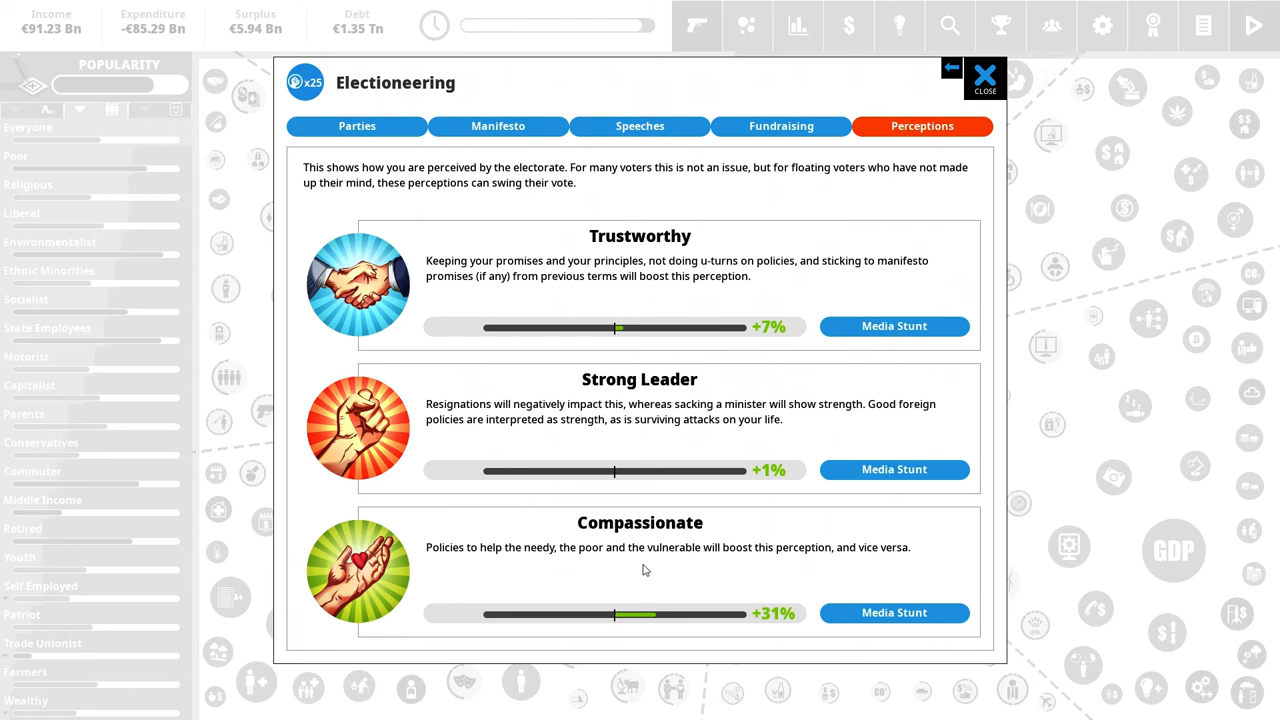 Income
Expenditure
Surplus
Debt
€91.23 Bn
-€85.29 Bn
€5.94 Bn
€1.35 Tn
POPULARITY
Everyone
Poor
Religious
Liberal
Environmentalist
Ethnic Minorities
Socialist
State Employees
Motorist
Capitalist
Parents
Conservatives
Commuter
Middle Income
Retired
Youth
Self Employed
Patriot
Trade Unionist
Farmers
Wealthy
x25
Electioneering
CLOSE
Parties
Manifesto
Speeches
Fundraising
Perceptions
This shows how you are perceived by the electorate. For many voters this is not an issue, but for floating voters who have not made
up their mind, these perceptions can swing their vote.
Trustworthy
Keeping your promises and your principles, not doing u-turns on policies, and sticking to manifesto
promises (if any) from previous terms will boost this perception.
+7%
Media Stunt
Strong Leader
Resignations will negatively impact this, whereas sacking a minister will show strength. Good foreign
policies are interpreted as strength, as is surviving attacks on your life.
+1%
Media Stunt
Compassionate
Policies to help the needy, the poor and the vulnerable will boost this perception, and vice versa.
+31%
Media Stunt
GDP